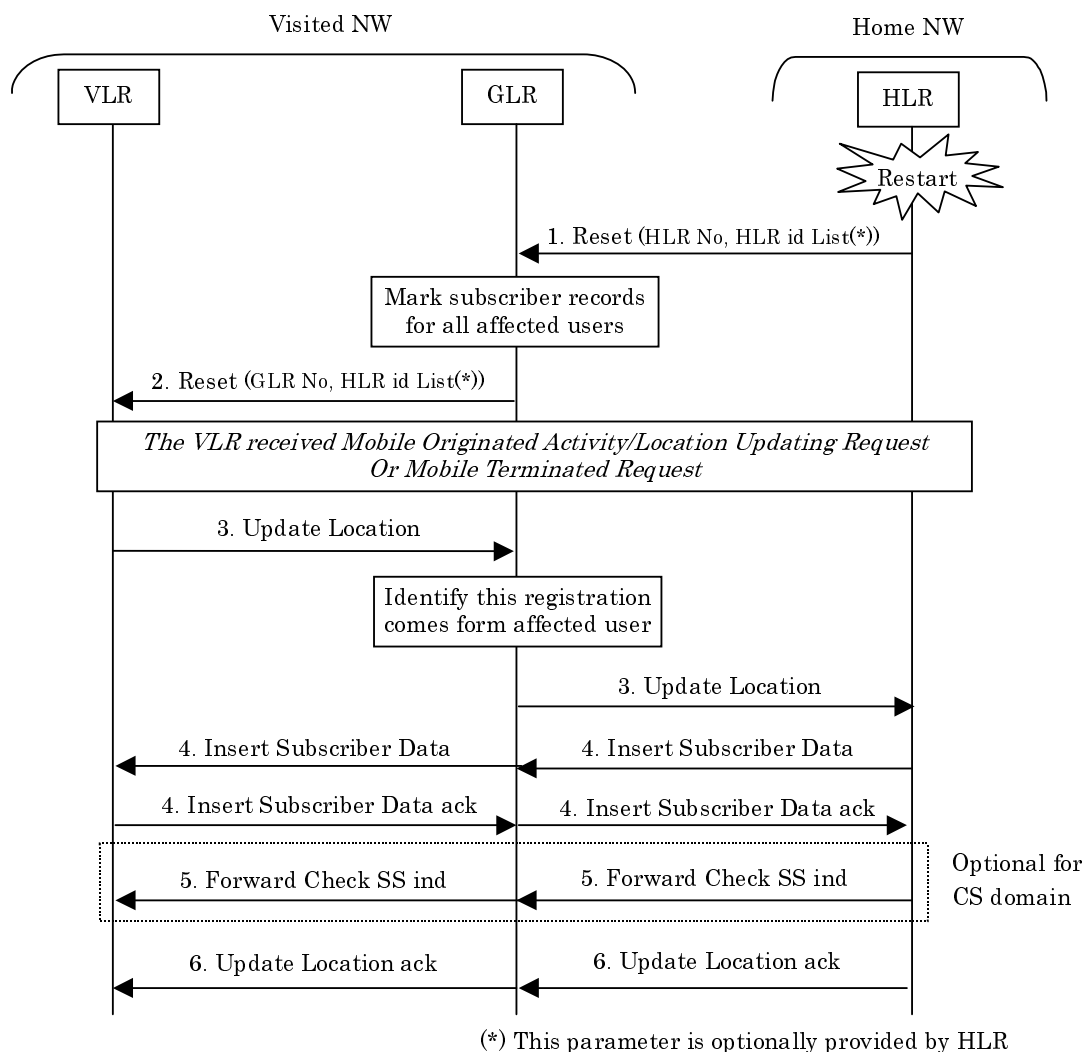 Visited NW
Home NW
VLR
GLR
HLR
Restart
1. Reset (HLR No, HLR id List(*))
Mark subscriber records
for all affected users
2. Reset (GLR No, HLR id List(*))
The VLR received Mobile Originated Activity/Location Updating Request
Or Mobile Terminated Request
3. Update Location
Identify this registration
comes form affected user
3. Update Location
4. Insert Subscriber Data
4. Insert Subscriber Data
4. Insert Subscriber Data ack
4. Insert Subscriber Data ack
Optional for
CS domain
5. Forward Check SS ind
5. Forward Check SS ind
6. Update Location ack
6. Update Location ack
(*) This parameter is optionally provided by HLR